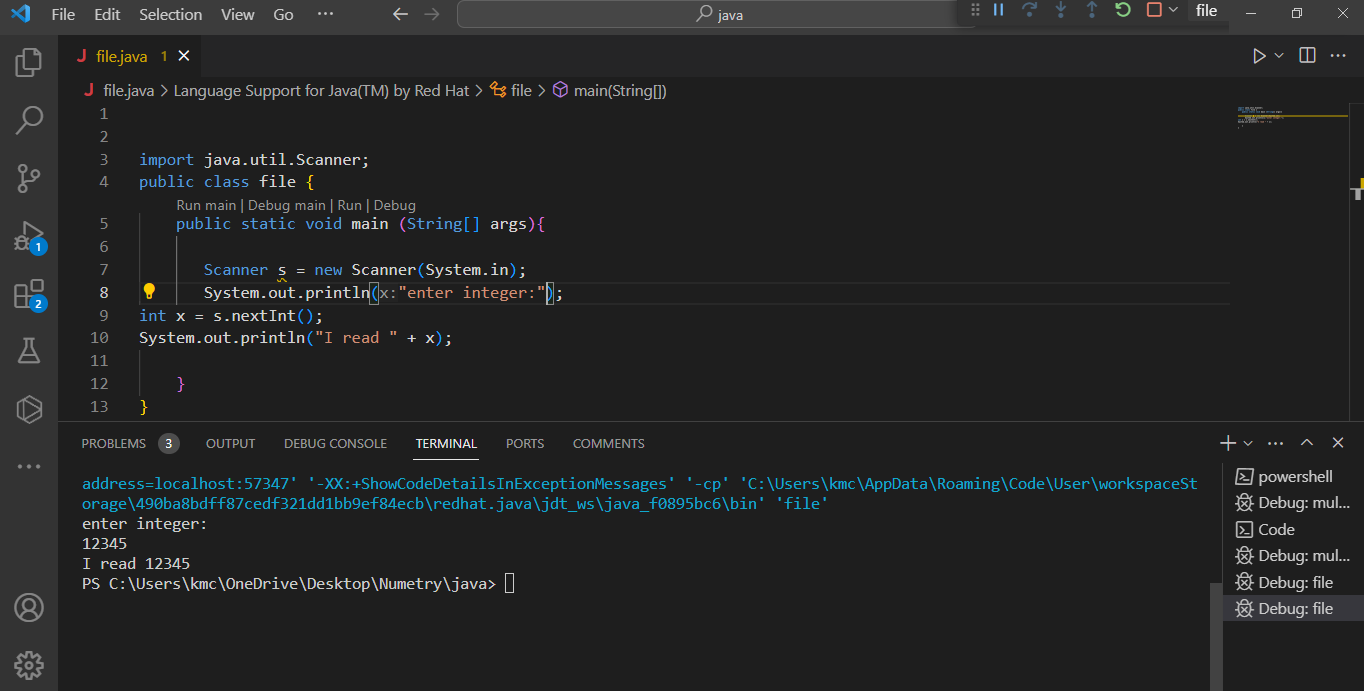 File Edit Selection View Go ··· java file
file.java 1
file.java > Language Support for Java(TM) by Red Hat > file > main(String[])
1
2
3 import java.util.Scanner;
4 public class file {
Run main | Debug main | Run | Debug
5 public static void main (String[] args){
6
7 Scanner s = new Scanner(System.in);
8 System.out.println(x:"enter integer:");
9 int x = s.nextInt();
10 System.out.println("I read " + x);
11
12 }
13 }
1
2
PROBLEMS 3 OUTPUT DEBUG CONSOLE TERMINAL PORTS COMMENTS
address=localhost:57347' '-XX:+ShowCodeDetailsInExceptionMessages' '-cp' 'C:\Users\kmc\AppData\Roaming\Code\User\workspaceSt
orage\490ba8bdff87cedf321dd1bb9ef84ecb\redhat.java\jdt_ws\java_f0895bc6\bin' 'file'
enter integer:
12345
I read 12345
PS C:\Users\kmc\OneDrive\Desktop\Numetry\java>
powershell
Debug: mul...
Code
Debug: mul...
Debug: file
Debug: file